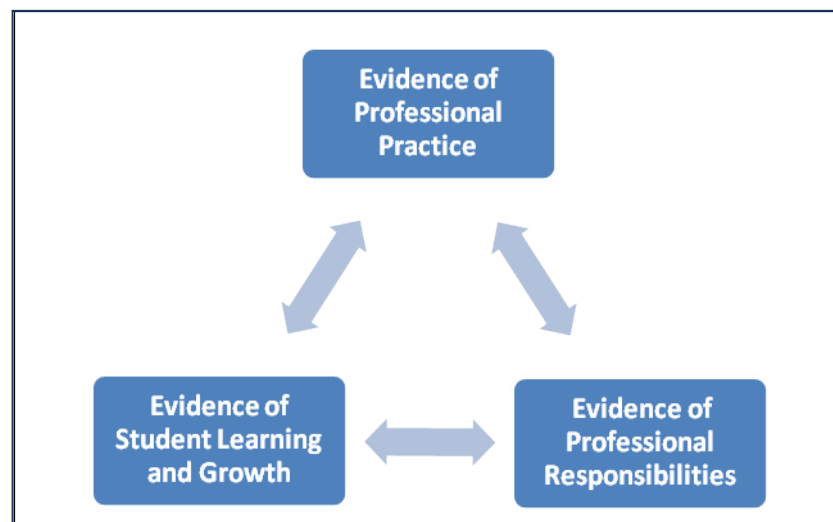 Evidence of
Professional
Practice
Evidence of
Student Learning
and Growth
Evidence of
Professional
Responsibilities